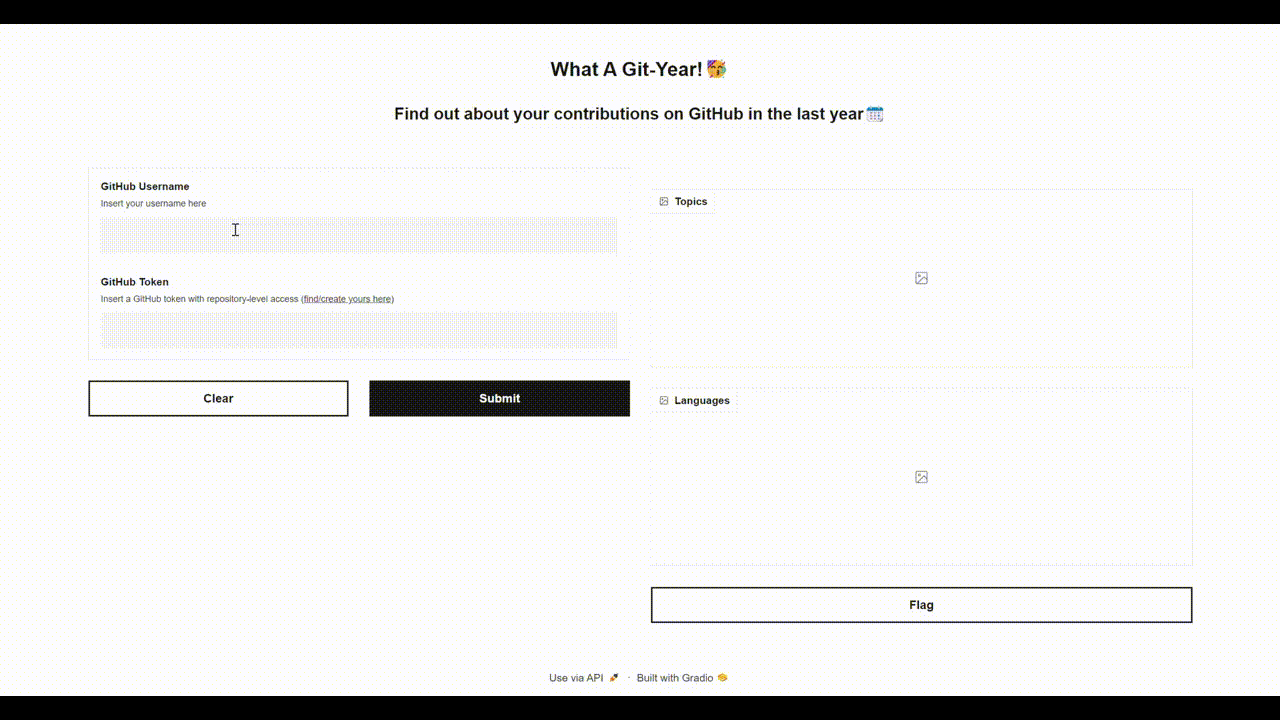 What A Git-Year! 🥳
Find out about your contributions on GitHub in the last year 🗓️
GitHub Username
Insert your username here
GitHub Token
Insert a GitHub token with repository-level access (find/create yours here)
Clear
Submit
Topics
Languages
Flag
Use via API 🚀 · Built with Gradio 🧡